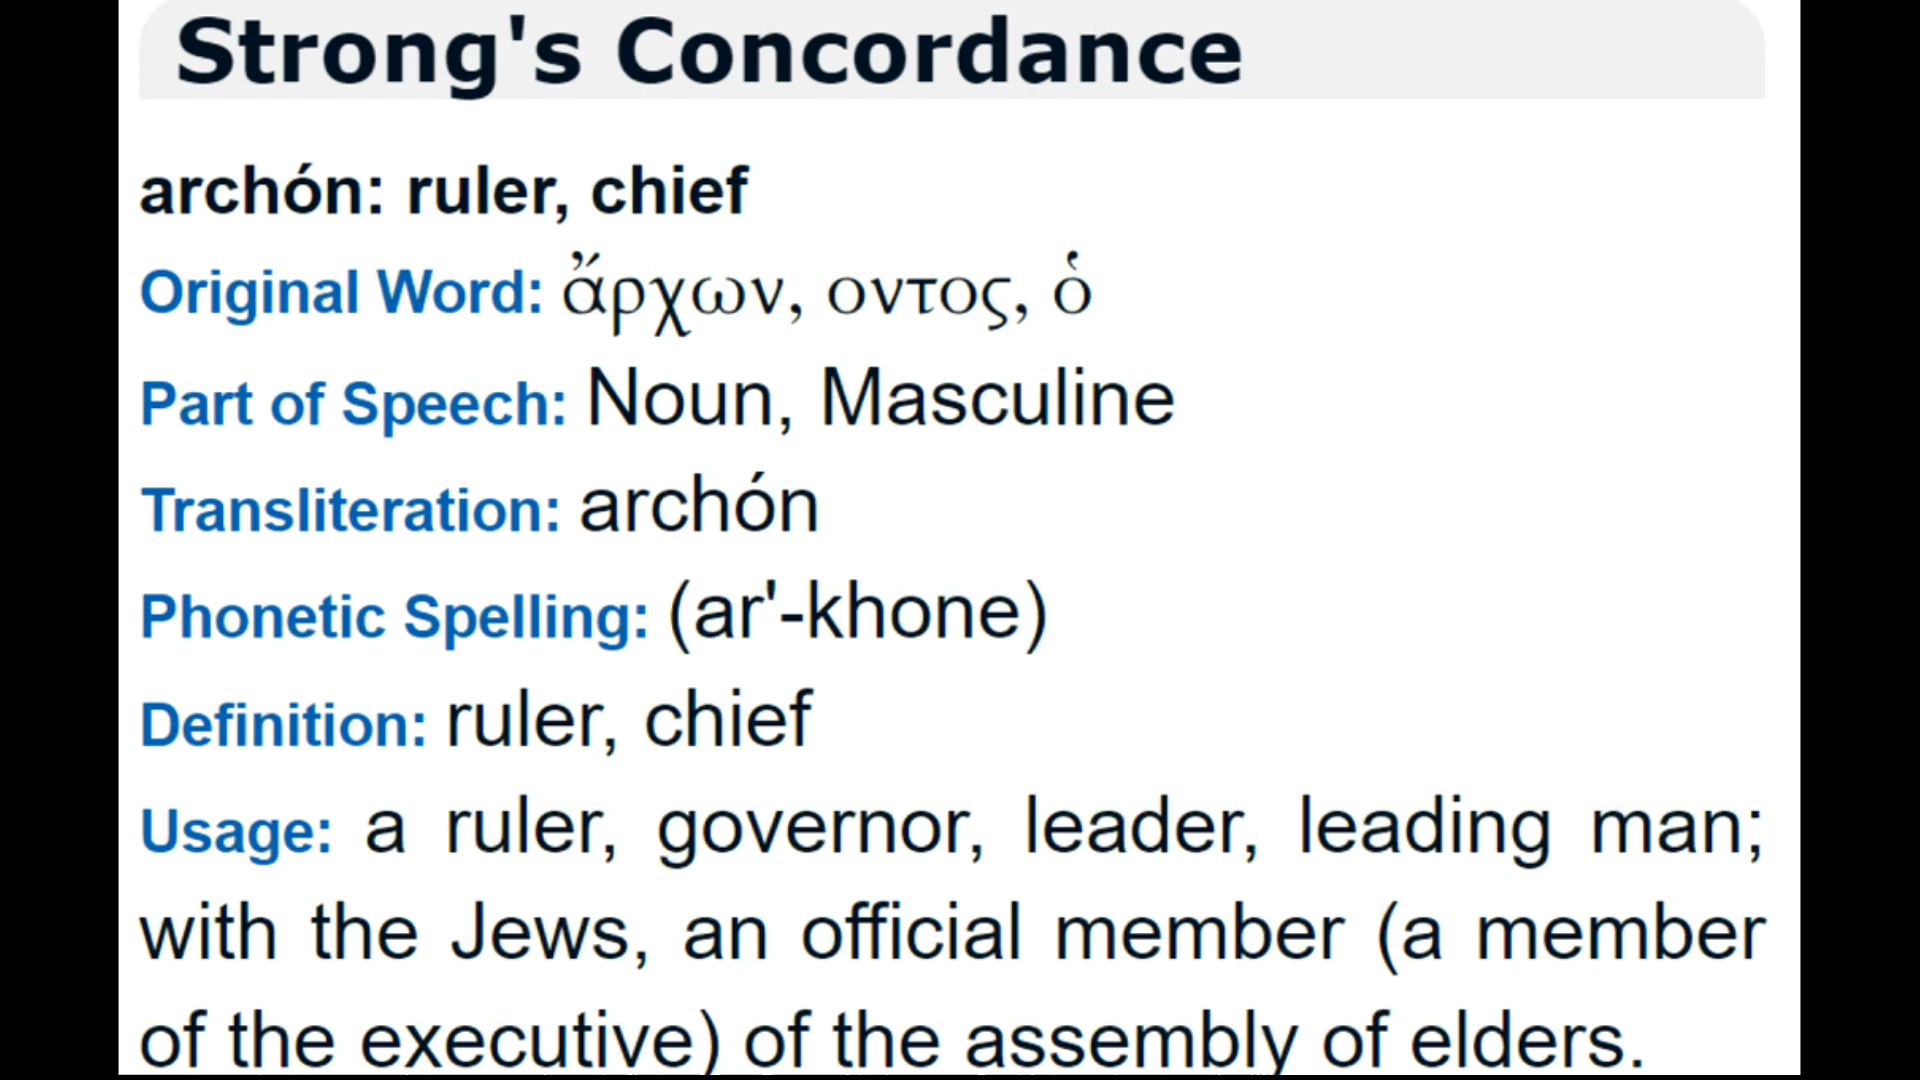 Strong's Concordance
archón: ruler, chief
Original Word: ἄρχων, οντος, ὁ
Part of Speech: Noun, Masculine
Transliteration: archón
Phonetic Spelling: (ar'-khone)
Definition: ruler, chief
Usage: a ruler, governor, leader, leading man;
with the Jews, an official member (a member
of the executive) of the assembly of elders.